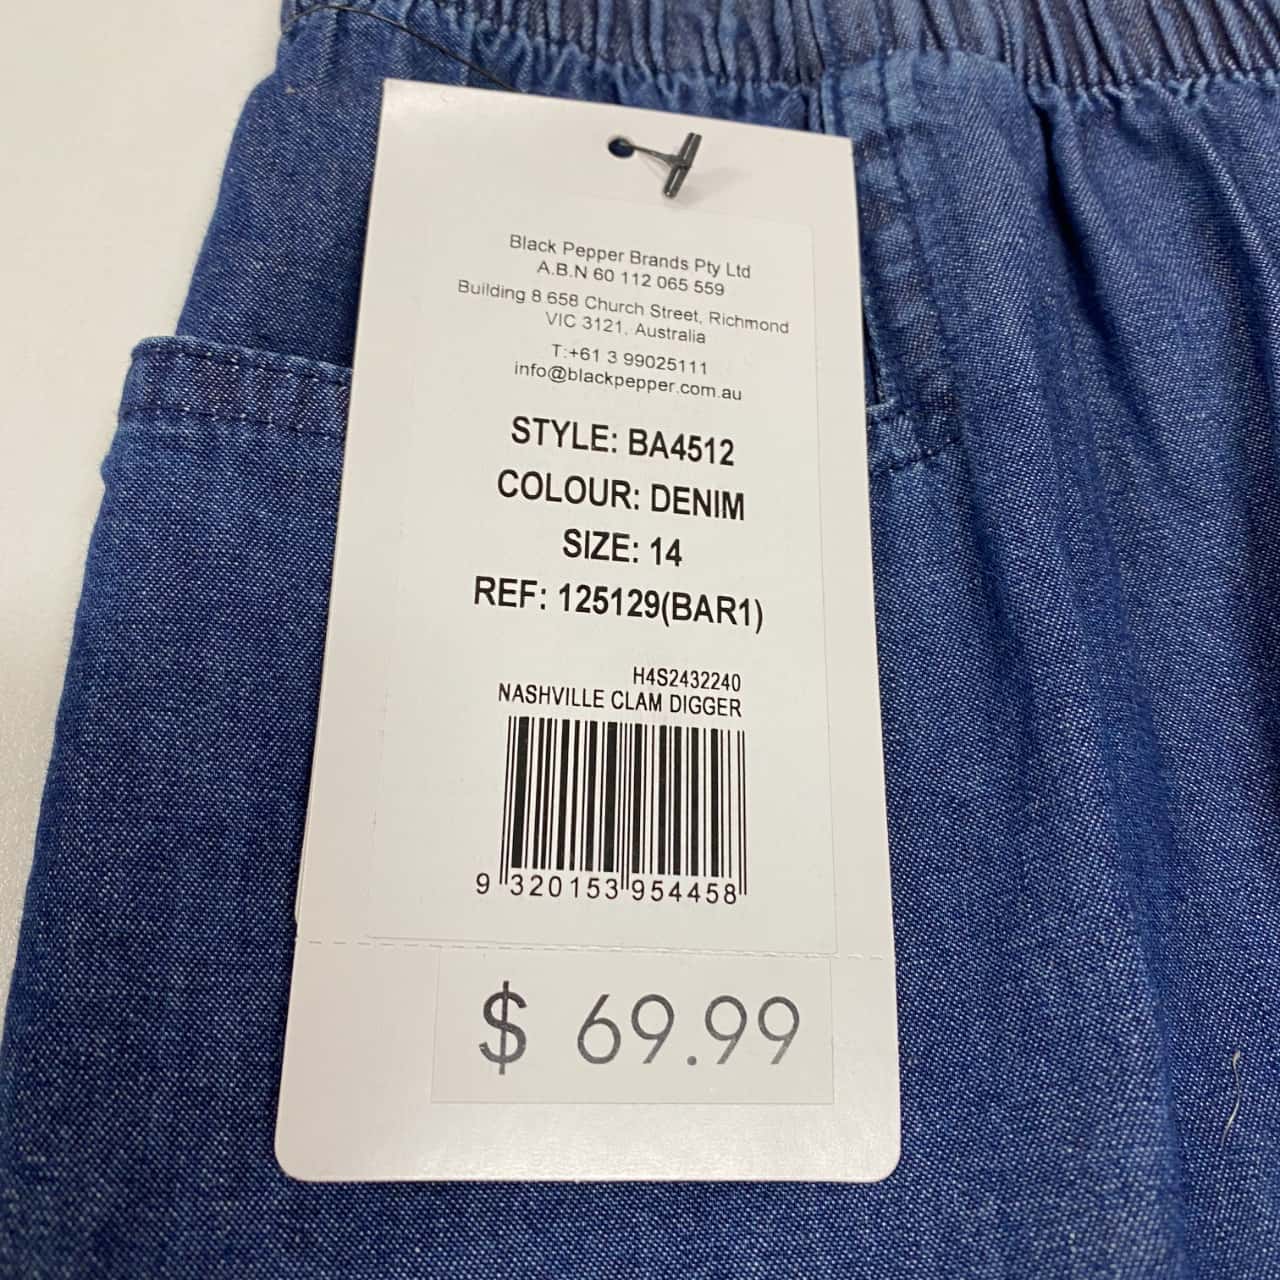 Black Pepper Brands Pty Ltd
A.B.N 60 112 065 559
Building 8 658 Church Street, Richmond
VIC 3121, Australia
T:+61 3 99025111
info@blackpepper.com.au
STYLE: BA4512
COLOUR: DENIM
SIZE: 14
REF: 125129(BAR1)
H4S2432240
NASHVILLE CLAM DIGGER
9 320153 954458
$ 69.99